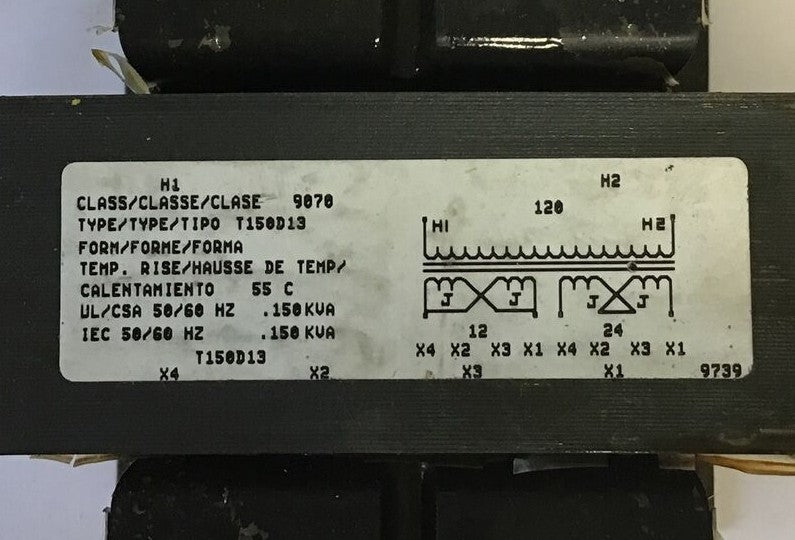 H1 H2
CLASS/CLASSE/CLASE 9070
TYPE/TYPE/TIPO T150D13
FORM/FORME/FORMA
TEMP. RISE/HAUSSE DE TEMP/
CALENTAMIENTO 55 C
UL/CSA 50/60 HZ .150 KVA
IEC 50/60 HZ .150 KVA
T150D13
X4 X2 X3 X1
120
H1 H2
J J J J
12 24
X4 X2 X3 X1 X4 X2 X3 X1
9739